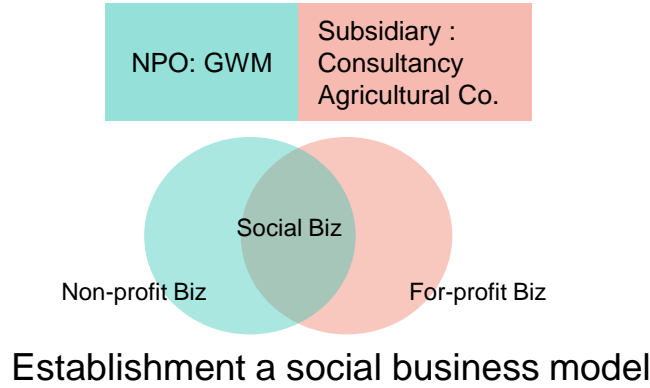 NPO: GWM
Subsidiary :
Consultancy
Agricultural Co.
Social Biz
Non-profit Biz
For-profit Biz
Establishment a social business model